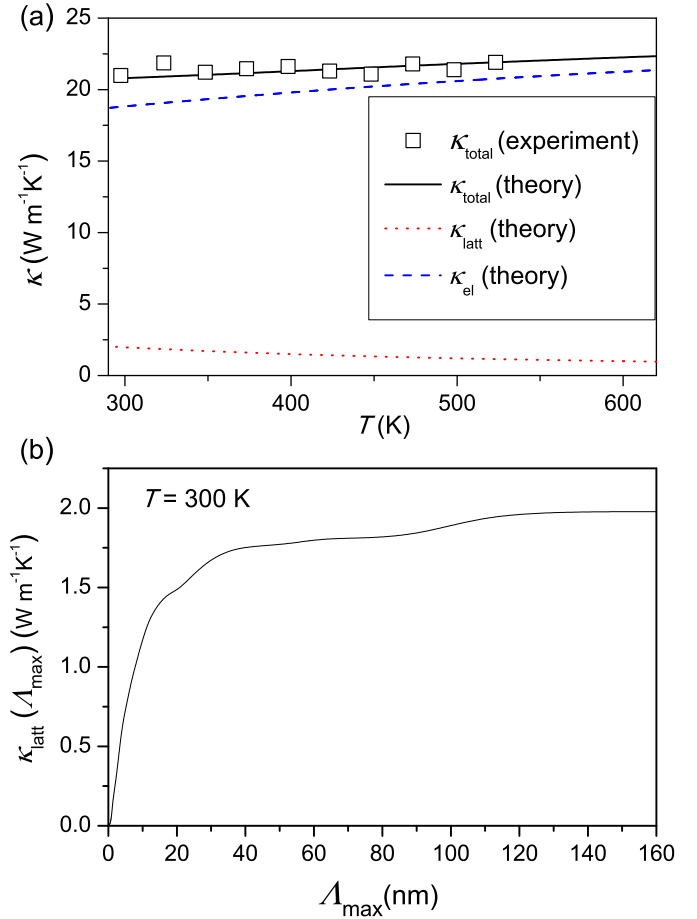 (a)
25
20
15
10
5
0
κ (W m⁻¹K⁻¹)
κtotal (experiment)
κtotal (theory)
κlatt (theory)
κel (theory)
300 400 500 600
T (K)
(b)
T = 300 K
2.0
1.5
1.0
0.5
0.0
κlatt (Λmax) (W m⁻¹K⁻¹)
0 20 40 60 80 100 120 140 160
Λmax(nm)